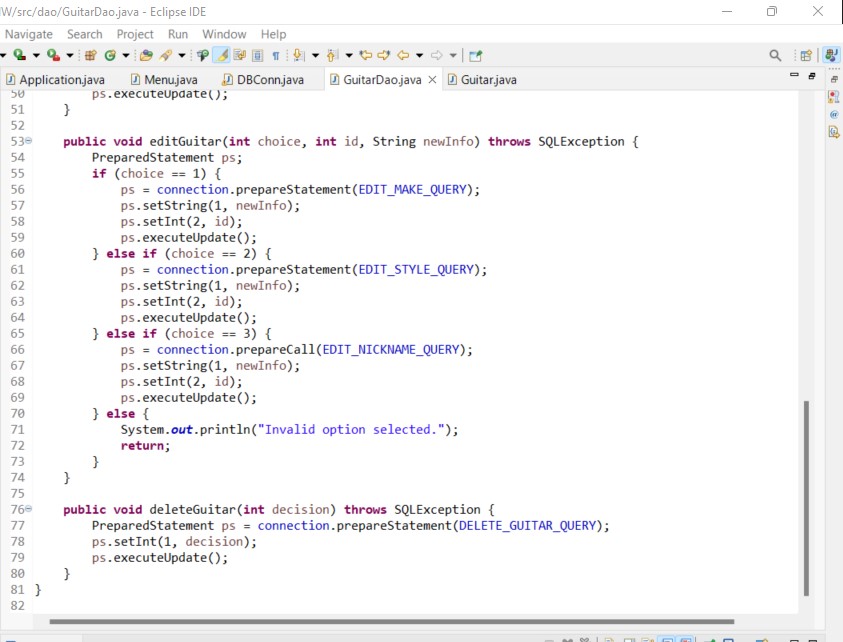 W/src/dao/GuitarDao.java - Eclipse IDE
Navigate Search Project Run Window Help
Application.java Menu.java DBConn.java GuitarDao.java Guitar.java
50 ps.executeUpdate();
51 }
52
53 public void editGuitar(int choice, int id, String newInfo) throws SQLException {
54 PreparedStatement ps;
55 if (choice == 1) {
56 ps = connection.prepareStatement(EDIT_MAKE_QUERY);
57 ps.setString(1, newInfo);
58 ps.setInt(2, id);
59 ps.executeUpdate();
60 } else if (choice == 2) {
61 ps = connection.prepareStatement(EDIT_STYLE_QUERY);
62 ps.setString(1, newInfo);
63 ps.setInt(2, id);
64 ps.executeUpdate();
65 } else if (choice == 3) {
66 ps = connection.prepareCall(EDIT_NICKNAME_QUERY);
67 ps.setString(1, newInfo);
68 ps.setInt(2, id);
69 ps.executeUpdate();
70 } else {
71 System.out.println("Invalid option selected.");
72 return;
73 }
74 }
75
76 public void deleteGuitar(int decision) throws SQLException {
77 PreparedStatement ps = connection.prepareStatement(DELETE_GUITAR_QUERY);
78 ps.setInt(1, decision);
79 ps.executeUpdate();
80 }
81 }
82